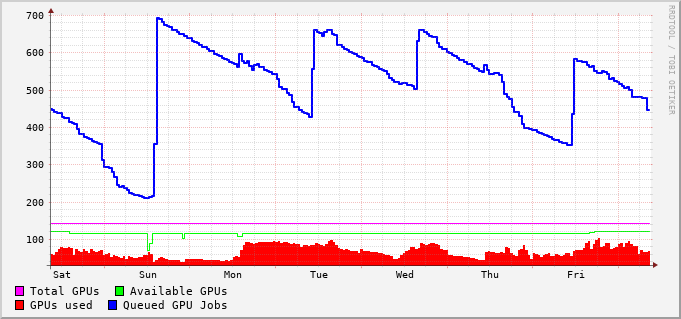 700
600
500
400
300
200
100
Sat Sun Mon Tue Wed Thu Fri
RRDTOOL / TOBI OETIKER
Total GPUs Available GPUs
GPUs used Queued GPU Jobs